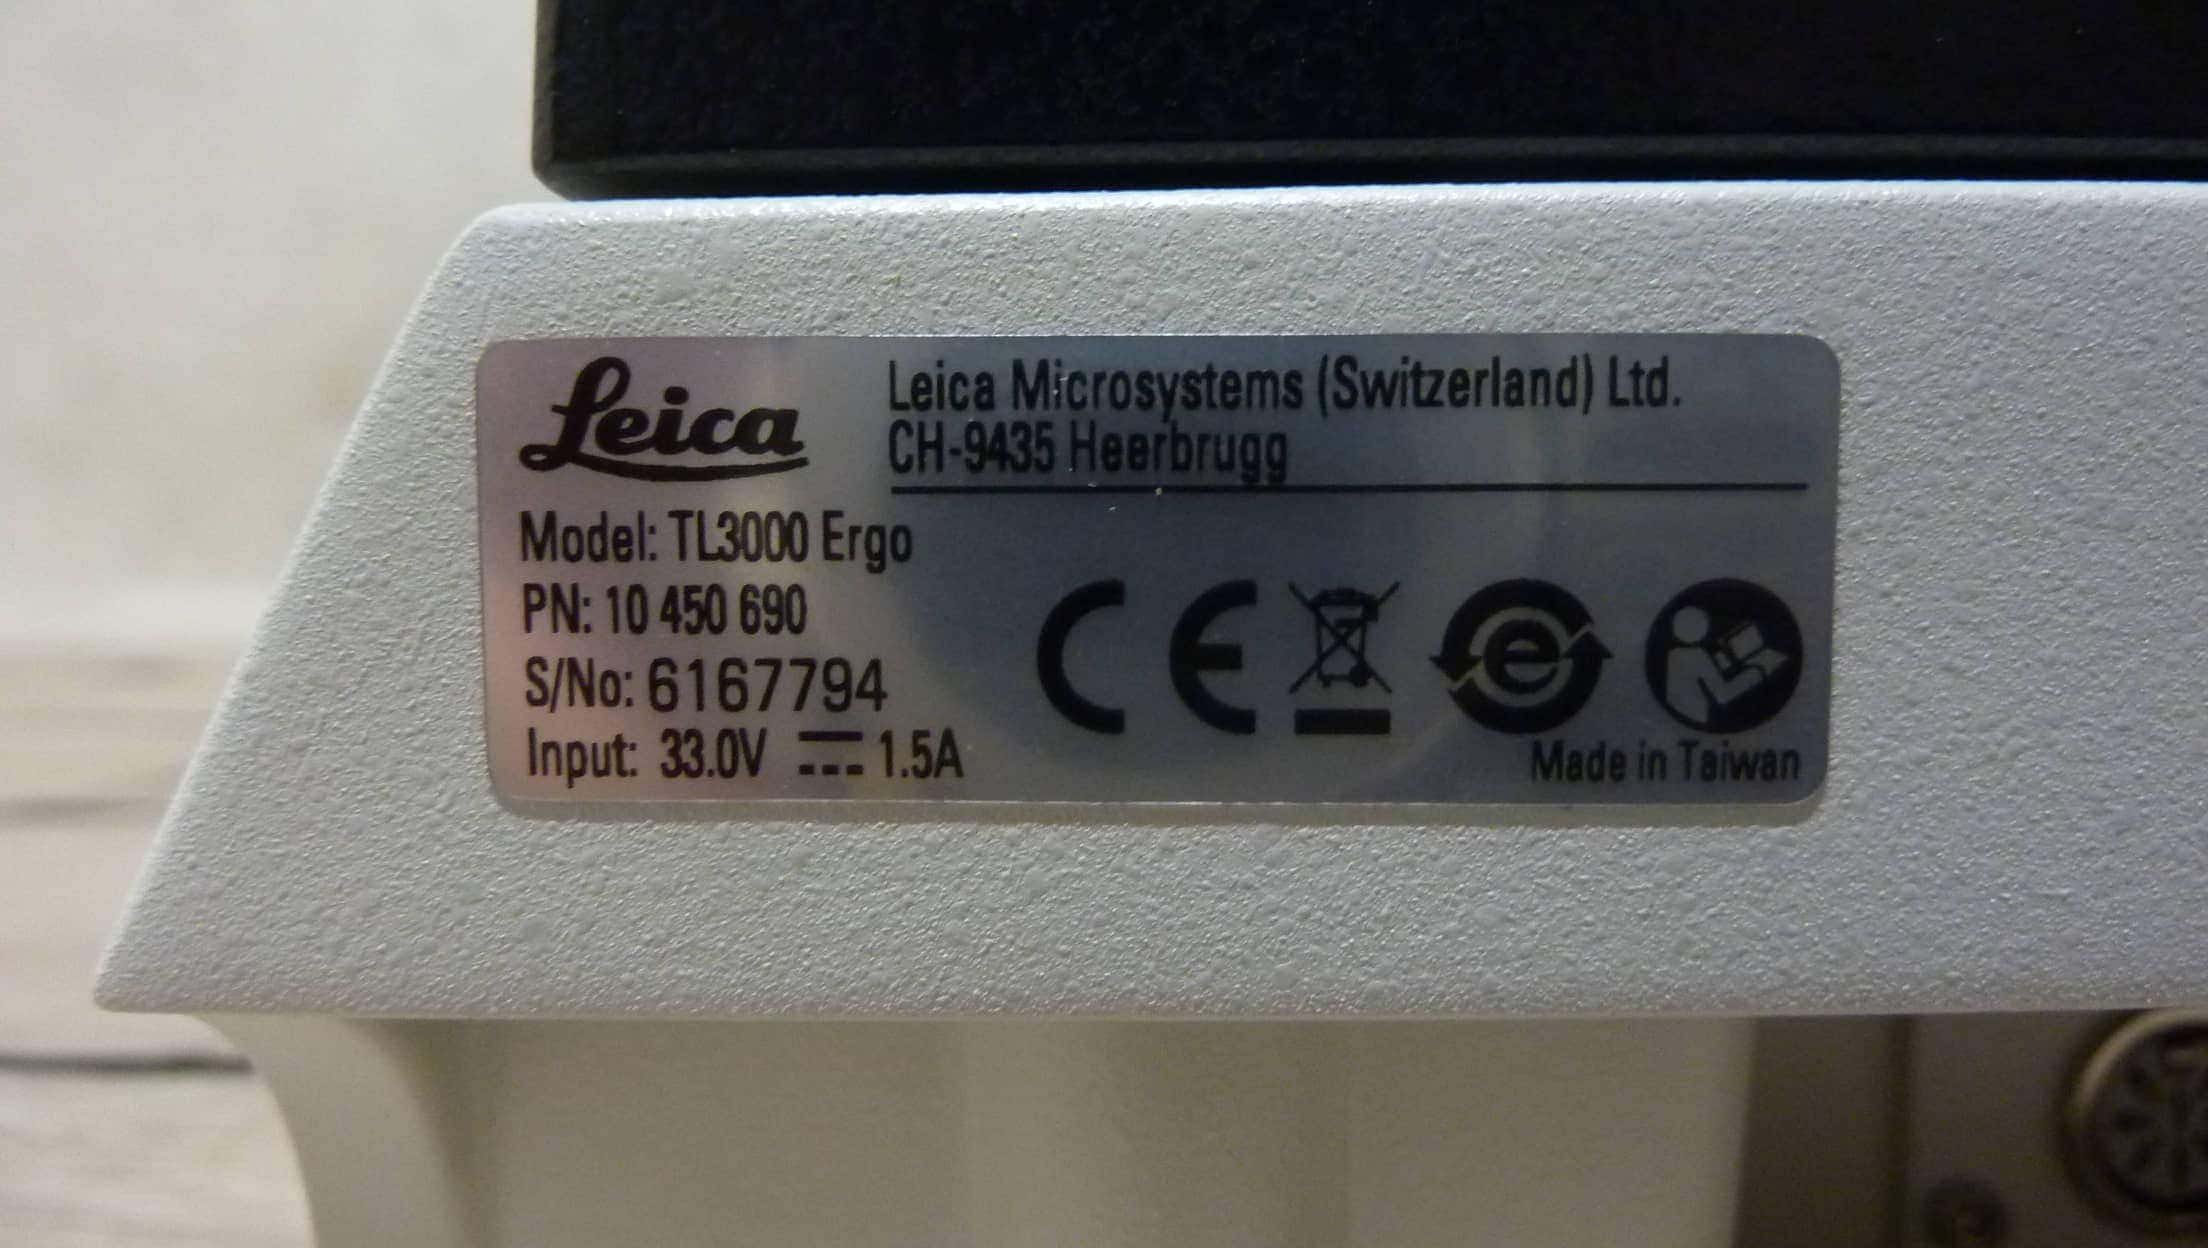 Leica
Leica Microsystems (Switzerland) Ltd.
CH-9435 Heerbrugg
Model: TL3000 Ergo
PN: 10 450 690
S/No: 6167794
Input: 33.0V ⎓ 1.5A
CE
e
Made in Taiwan